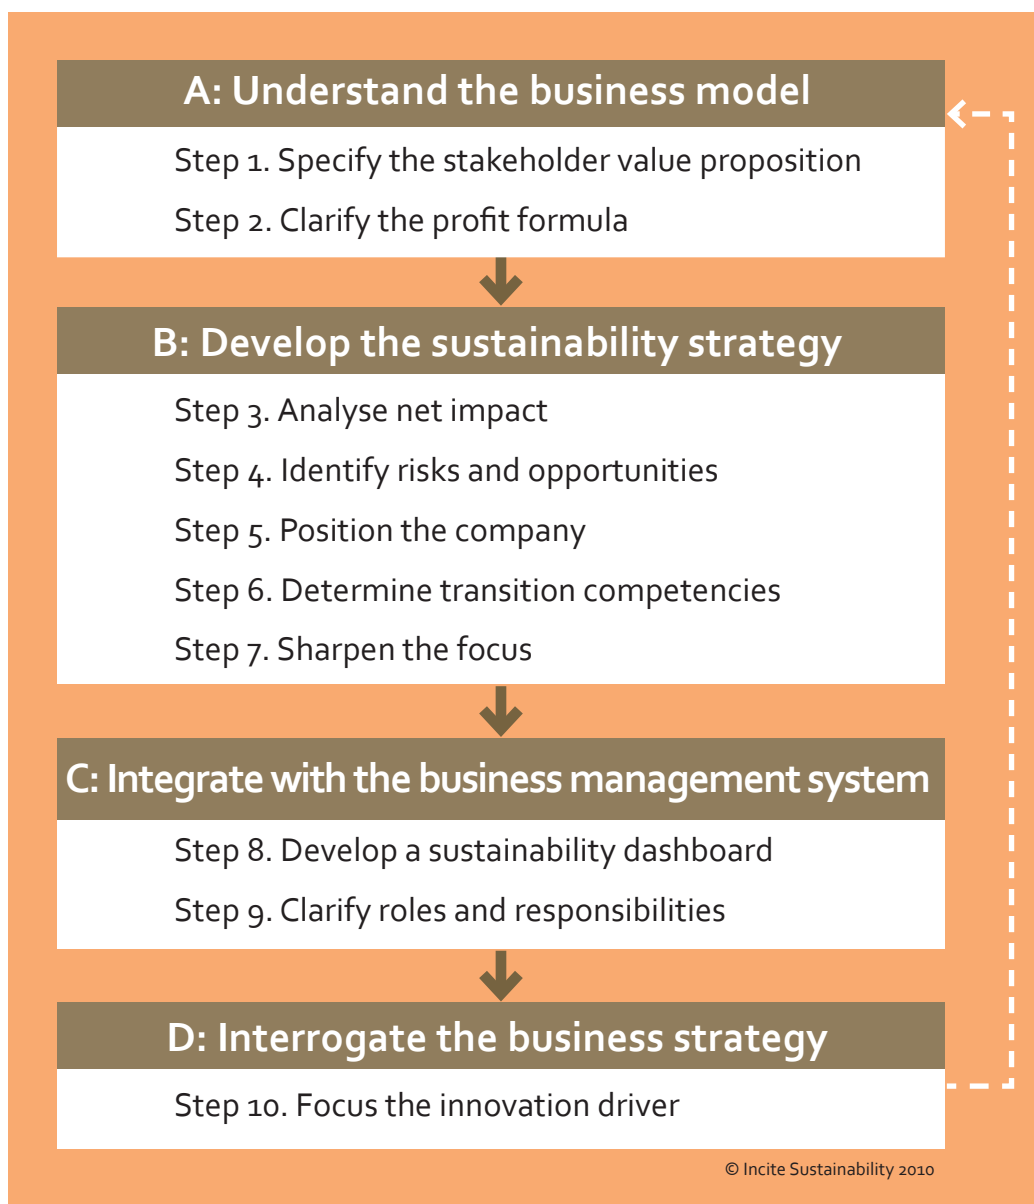 A: Understand the business model
Step 1. Specify the stakeholder value proposition
Step 2. Clarify the profit formula
B: Develop the sustainability strategy
Step 3. Analyse net impact
Step 4. Identify risks and opportunities
Step 5. Position the company
Step 6. Determine transition competencies
Step 7. Sharpen the focus
C: Integrate with the business management system
Step 8. Develop a sustainability dashboard
Step 9. Clarify roles and responsibilities
D: Interrogate the business strategy
Step 10. Focus the innovation driver
© Incite Sustainability 2010